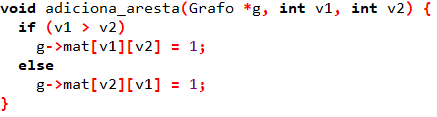 void adiciona_aresta(Grafo *g, int v1, int v2) {
if (v1 > v2)
g->mat[v1][v2] = 1;
else
g->mat[v2][v1] = 1;
}